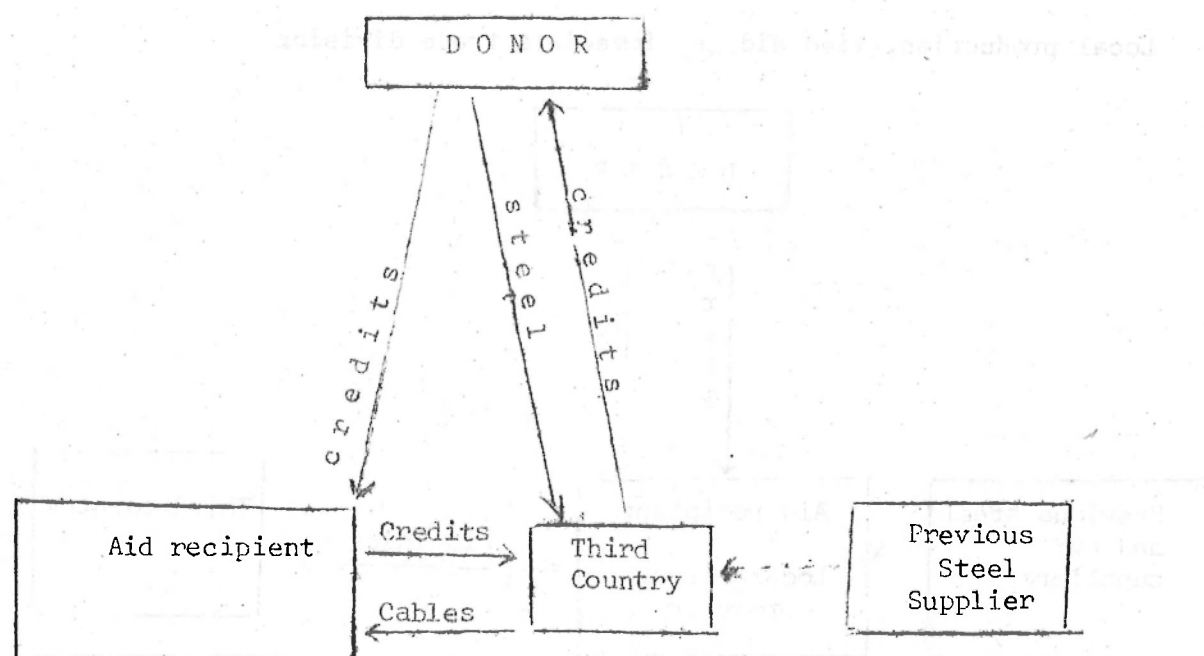 DONOR
credits
steel
credits
Aid recipient
Credits
Cables
Third
Country
Previous
Steel
Supplier